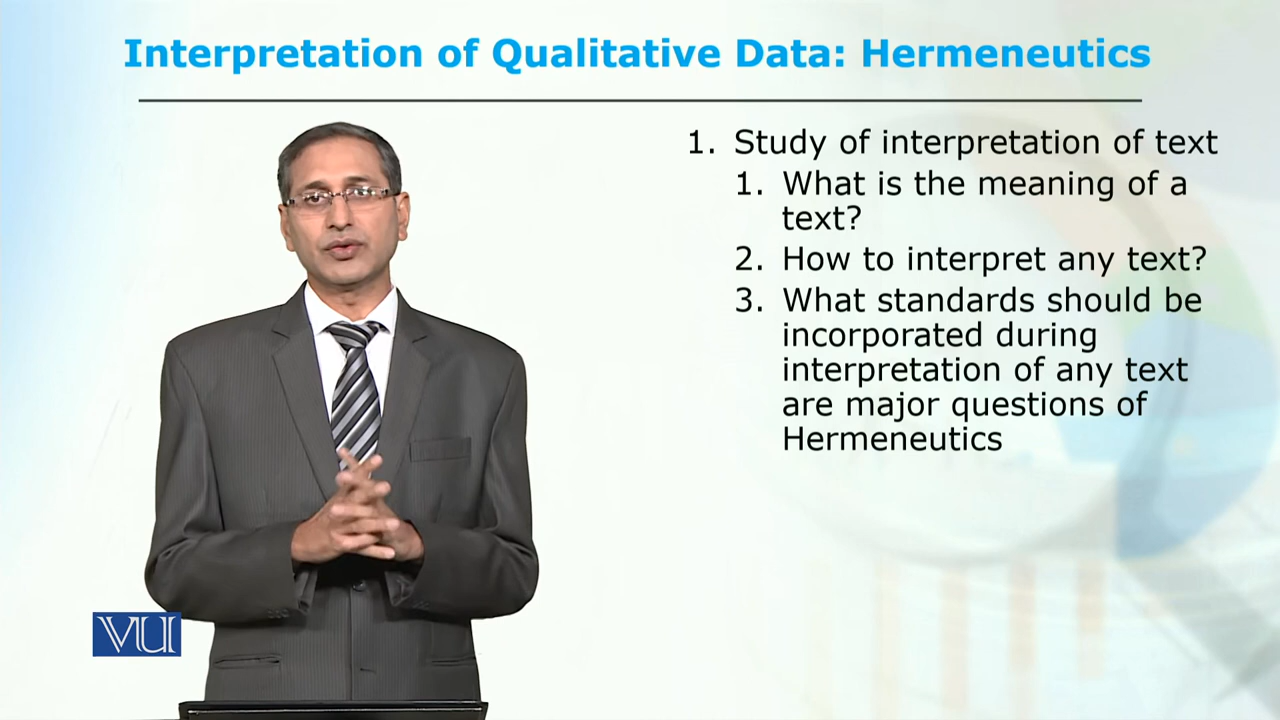 Interpretation of Qualitative Data: Hermeneutics
1. Study of interpretation of text
1. What is the meaning of a
text?
2. How to interpret any text?
3. What standards should be
incorporated during
interpretation of any text
are major questions of
Hermeneutics
VU